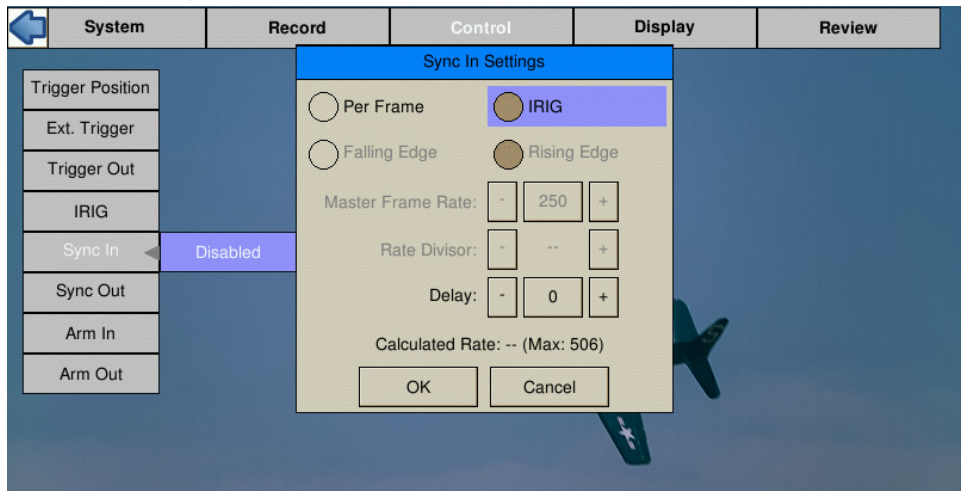 System
Record
Control
Display
Review
Trigger Position
Ext. Trigger
Trigger Out
IRIG
Sync In
Disabled
Sync Out
Arm In
Arm Out
Sync In Settings
Per Frame
IRIG
Falling Edge
Rising Edge
Master Frame Rate: - 250 +
Rate Divisor: - -- +
Delay: - 0 +
Calculated Rate: -- (Max: 506)
OK
Cancel